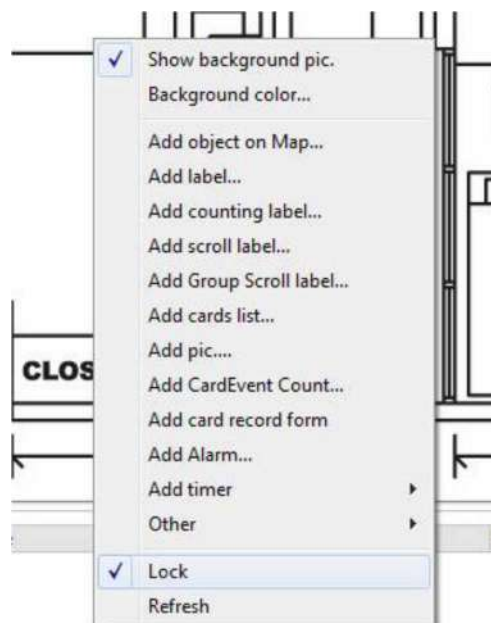 Show background pic.
Background color...
Add object on Map...
Add label...
Add counting label...
Add scroll label...
Add Group Scroll label...
Add cards list...
Add pic....
CLOS
Add CardEvent Count...
Add card record form
Add Alarm...
Add timer
Other
Lock
Refresh